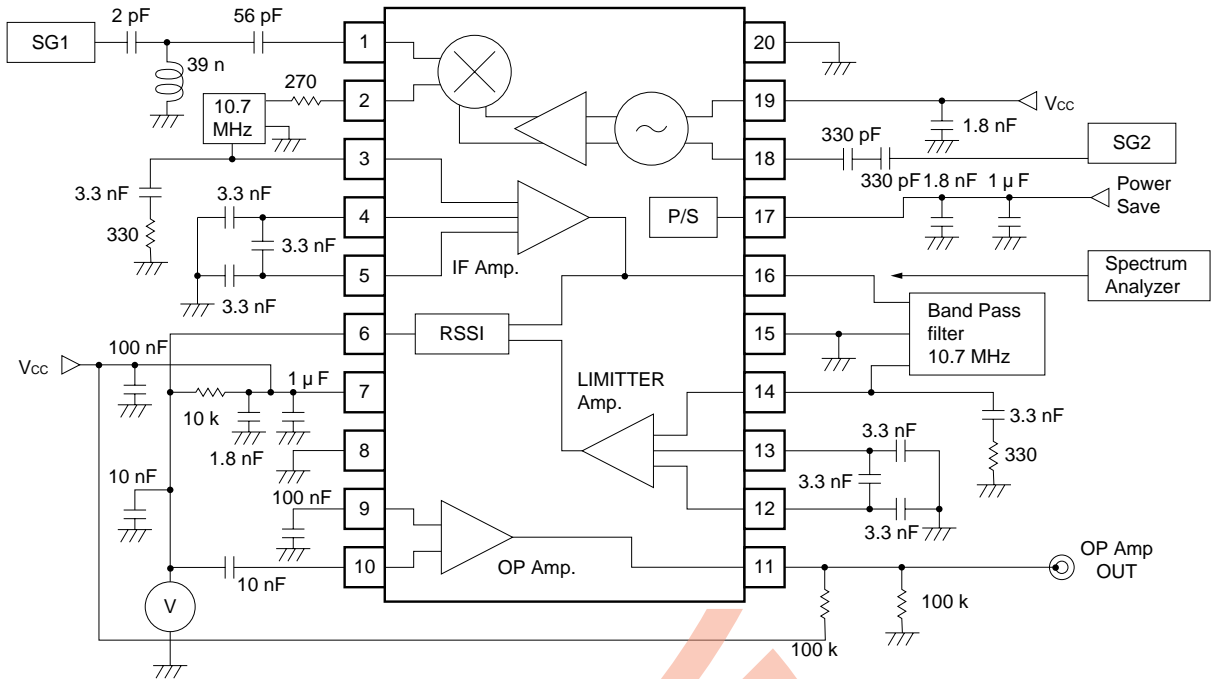 SG1
2 pF
56 pF
39 n
10.7
MHz
270
3.3 nF
330
3.3 nF
3.3 nF
3.3 nF
VCC
100 nF
10 k
1.8 nF
1 μ F
10 nF
100 nF
10 nF
V
1
2
3
4
5
6
7
8
9
10
IF Amp.
RSSI
LIMITTER
Amp.
OP Amp.
P/S
20
19
18
17
16
15
14
13
12
11
VCC
1.8 nF
330 pF
330 pF
SG2
1.8 nF
1 μ F
Power
Save
Spectrum
Analyzer
Band Pass
filter
10.7 MHz
3.3 nF
330
3.3 nF
3.3 nF
3.3 nF
OP Amp
OUT
100 k
100 k